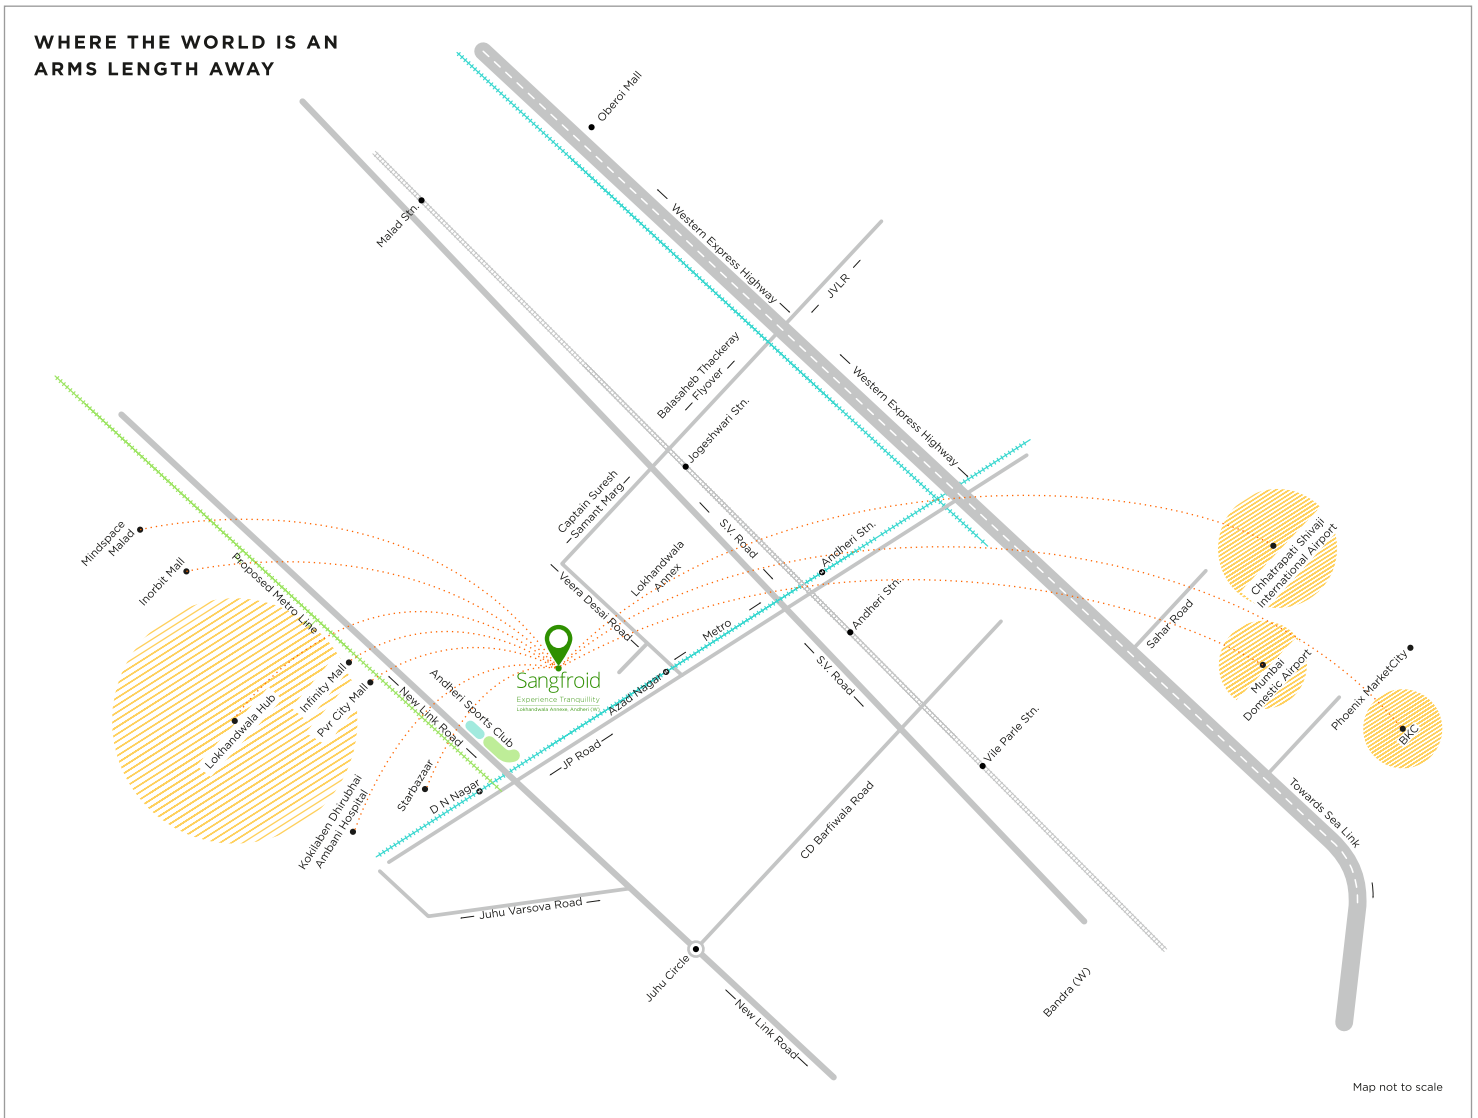 WHERE THE WORLD IS AN
ARMS LENGTH AWAY
Oberoi Mall
Malad Stn.
Western Express Highway
JVLR
Balasaheb Thackeray
Flyover
Western Express Highway
Jogeshwari Stn.
Captain Suresh
Samant Marg
S.V. Road
Andheri Stn.
Lokhandwala
Annex
Veera Desai Road
Mindspace
Malad
Inorbit Mall
Proposed Metro Line
Metro
Andheri Stn.
Chhatrapati Shivaji
International Airport
Sahar Road
Mumbai
Domestic Airport
Phoenix MarketCity
BKC
Sangfroid
Experience Tranquillity
Lokhandwala Annexe, Andheri (W)
Azad Nagar
S.V. Road
Infinity Mall
Pvr City Mall
Lokhandwala Hub
New Link Road
Andheri Sports Club
JP Road
Vile Parle Stn.
Starbazaar
D N Nagar
Kokilaben Dhirubhai
Ambani Hospital
CD Barfiwala Road
Towards Sea Link
Juhu Varsova Road
Juhu Circle
New Link Road
Bandra (W)
Map not to scale